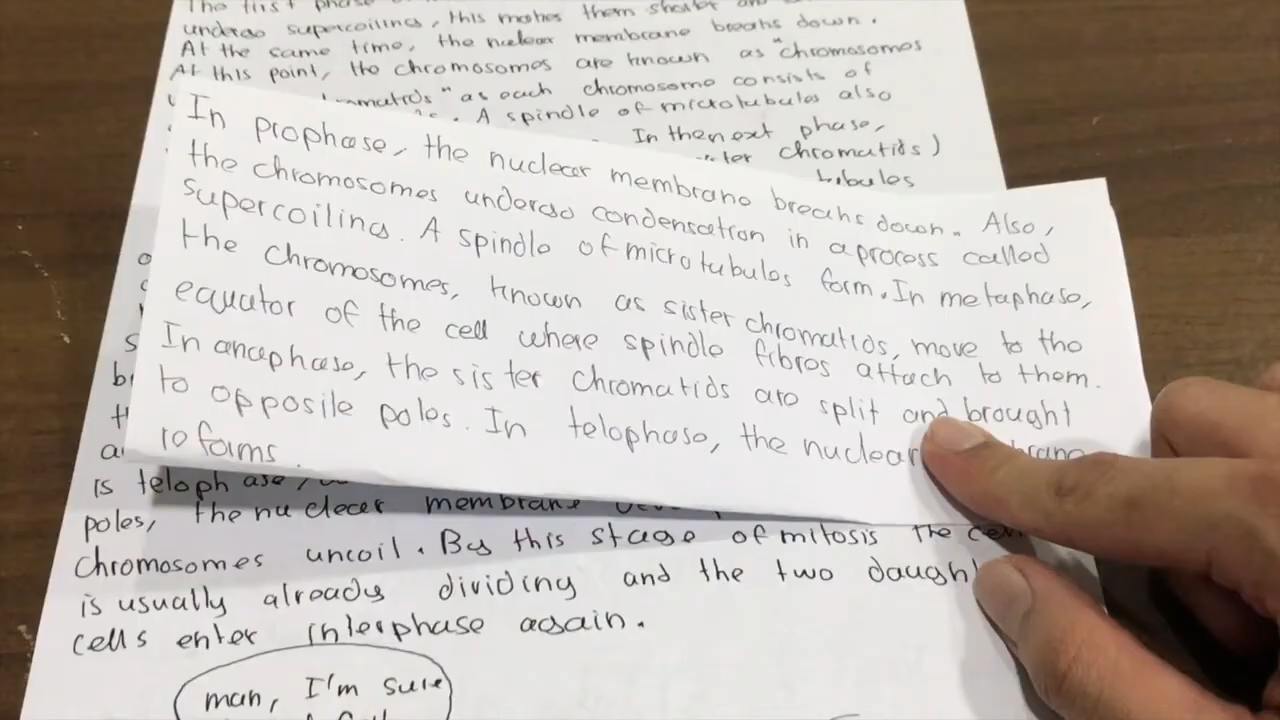 The first phase
undergo supercoiling, this makes them shorter and
At the same time, the nuclear membrane breaks down.
At this point, the chromosomes are known as "chromosomes
" as each chromosome consists of
A spindle of microtubules also
In the next phase,
chromatids)
In prophase, the nuclear membrane breaks down. Also,
the chromosomes undergo condensation in a process called
supercoiling. A spindle of microtubules form. In metaphase,
the chromosomes, known as sister chromatids, move to the
equator of the cell where spindle fibres attach to them.
In anaphase, the sister chromatids are split and brought
to opposite poles. In telophase, the nuclear
reforms.
is telophase,
poles, the nuclear membrane
chromosomes uncoil. By this stage of mitosis the
is usually already dividing and the two
cells enter interphase again.
man, I'm sure